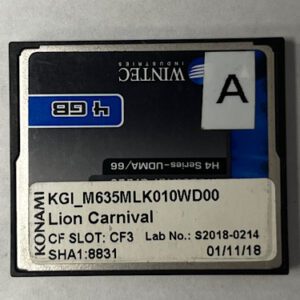 WINTEC
INDUSTRIES
A
4 GB
H4 Series-UDMA/66
KONAMI
KGI_M635MLK010WD00
Lion Carnival
CF SLOT: CF3 Lab No.: S2018-0214
SHA1:8831 01/11/18